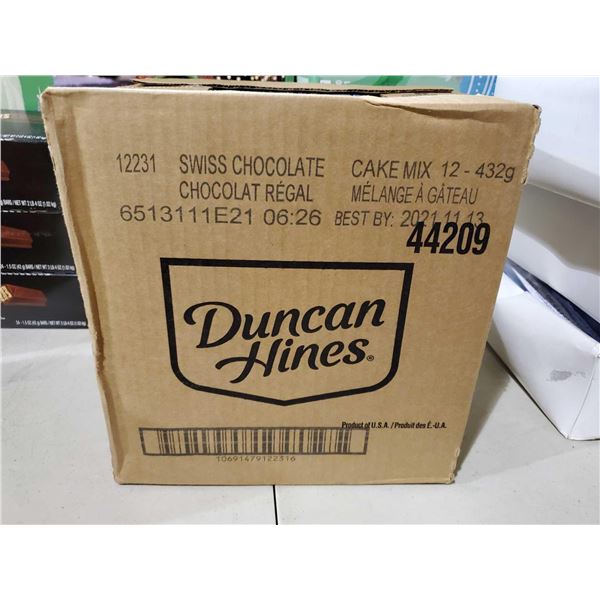 12231 SWISS CHOCOLATE CAKE MIX 12 - 432g
CHOCOLAT RÉGAL MÉLANGE À GÂTEAU
6513111E21 06:26 BEST BY: 2021 11 13
44209
Duncan
Hines®
Product of U.S.A. / Produit des É.-U.A.
10691479122316